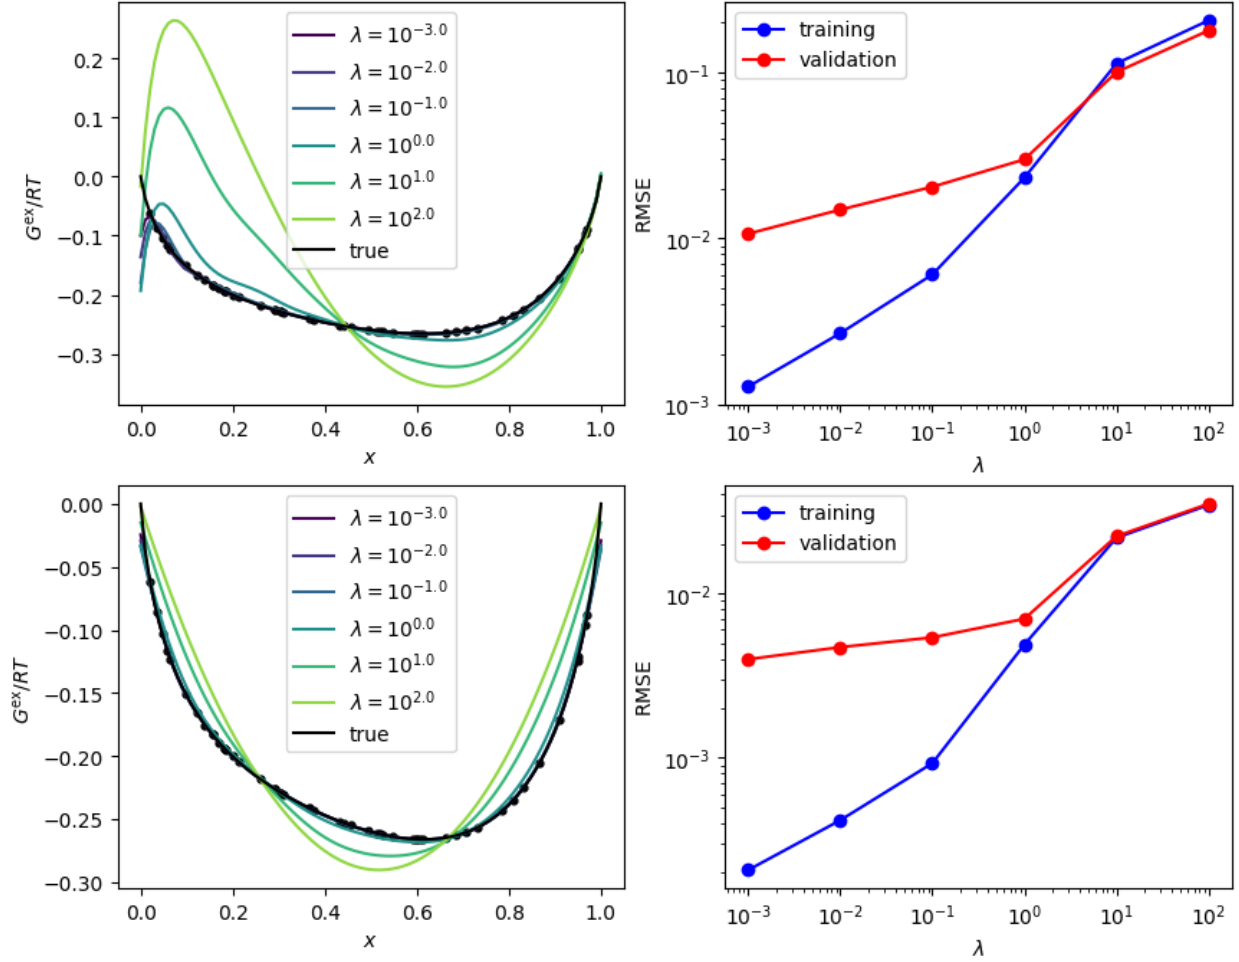 0.2
0.1
0.0
−0.1
−0.2
−0.3
G^ex/RT
λ = 10^−3.0
λ = 10^−2.0
λ = 10^−1.0
λ = 10^0.0
λ = 10^1.0
λ = 10^2.0
true
0.0 0.2 0.4 0.6 0.8 1.0
x
training
validation
10^−1
10^−2
10^−3
RMSE
10^−3 10^−2 10^−1 10^0 10^1 10^2
λ
0.00
−0.05
−0.10
−0.15
−0.20
−0.25
−0.30
G^ex/RT
λ = 10^−3.0
λ = 10^−2.0
λ = 10^−1.0
λ = 10^0.0
λ = 10^1.0
λ = 10^2.0
true
0.0 0.2 0.4 0.6 0.8 1.0
x
training
validation
10^−2
10^−3
RMSE
10^−3 10^−2 10^−1 10^0 10^1 10^2
λ